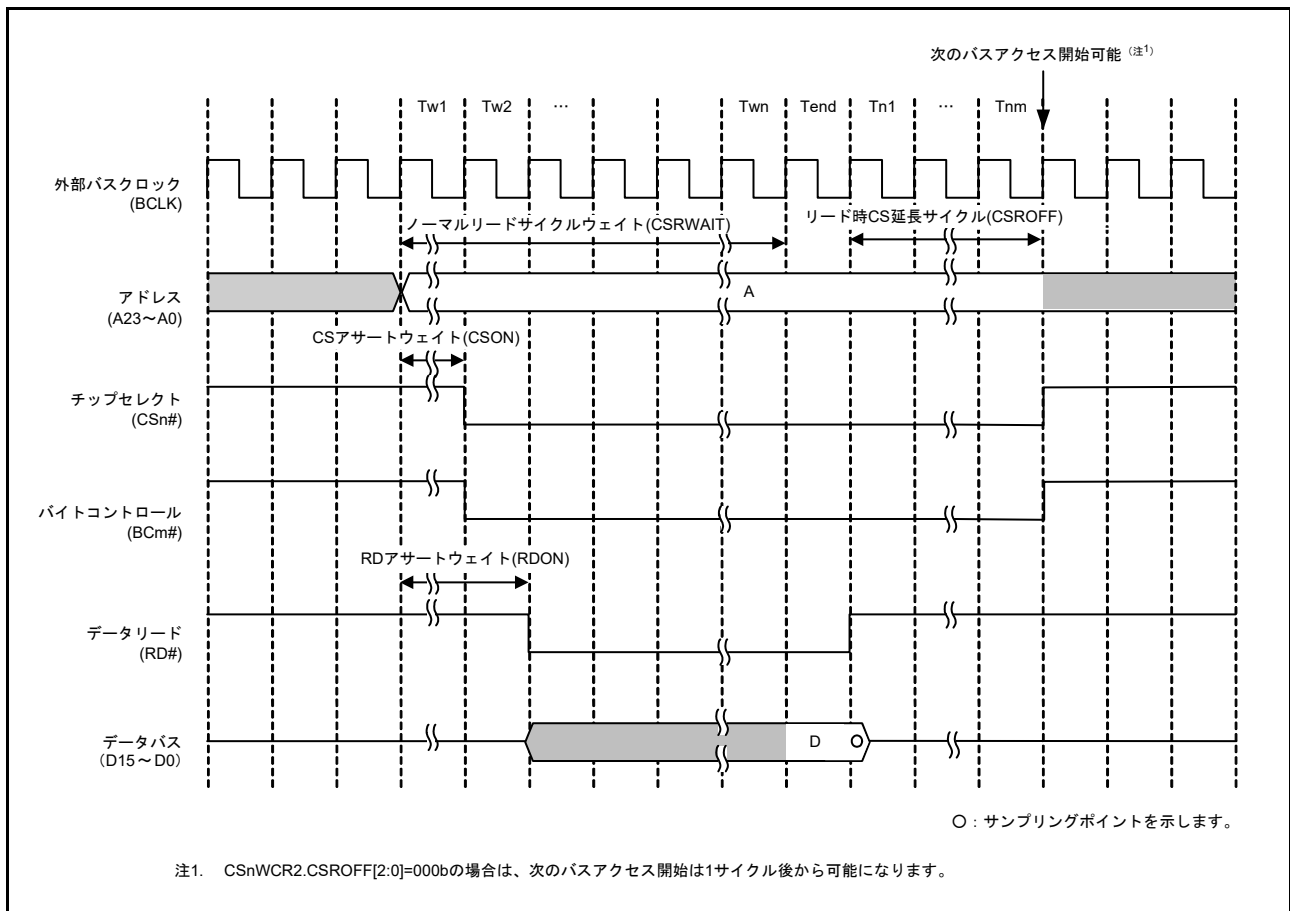 次のバスアクセス開始可能（注1）
Tw1 Tw2 … Twn Tend Tn1 … Tnm
外部バスクロック
(BCLK)
ノーマルリードサイクルウェイト(CSRWAIT)
リード時CS延長サイクル(CSROFF)
アドレス
(A23～A0)
A
CSアサートウェイト(CSON)
チップセレクト
(CSn#)
バイトコントロール
(BCm#)
RDアサートウェイト(RDON)
データリード
(RD#)
データバス
（D15～D0）
D
○：サンプリングポイントを示します。
注1. CSnWCR2.CSROFF[2:0]=000bの場合は、次のバスアクセス開始は1サイクル後から可能になります。